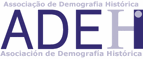 Associação de Demografia Histórica
ADEH
Asociación de Demografía Histórica